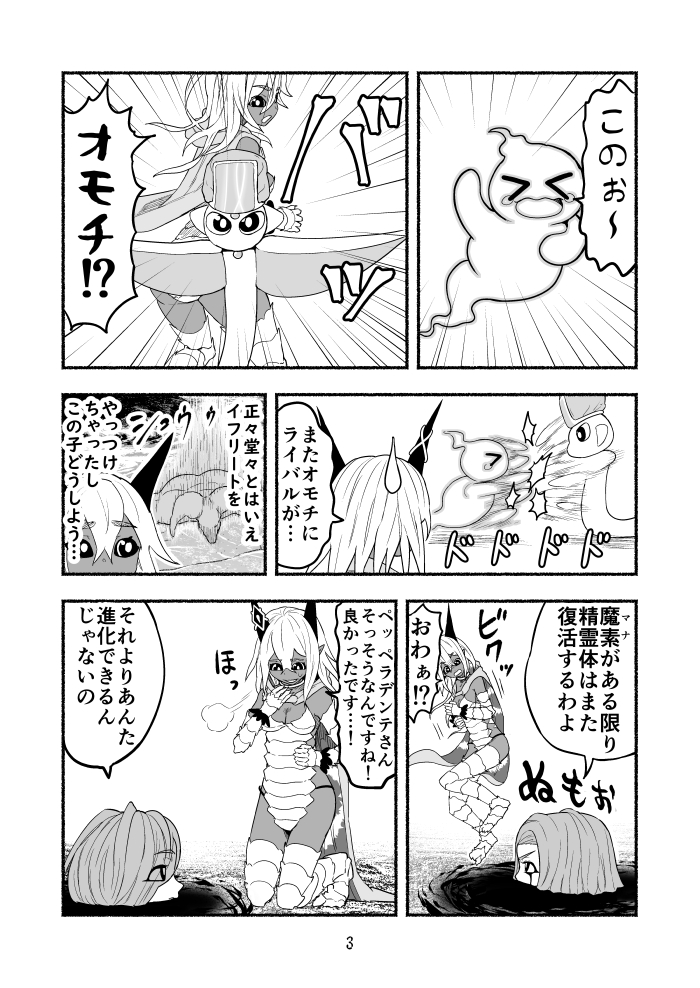 このぉ～
バッ
バッ
オモチ!?
またオモチに
ライバルが…
ドドドド
正々堂々とはいえ
イフリートを
シュウゥゥ
やっつけ
ちゃったし
この子どうしよう…
魔素がある限り
マナ
精霊体はまた
復活するわよ
ビクッ
おわぁ!?
ぬもぉ
ペッ ペラデンテさん
そっそうなんですね！
良かったです…！
ほっ
それよりあんた
進化できるん
じゃないの
3